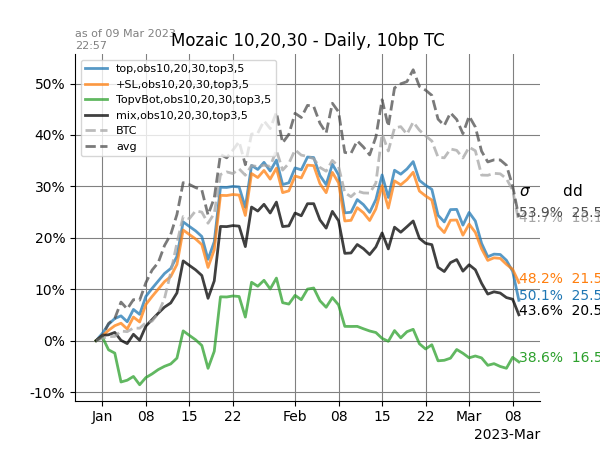 as of 09 Mar 2023
22:57
Mozaic 10,20,30 - Daily, 10bp TC
top,obs10,20,30,top3,5
+SL,obs10,20,30,top3,5
TopvBot,obs10,20,30,top3,5
mix,obs10,20,30,top3,5
BTC
avg
50%
40%
30%
20%
10%
0%
-10%
σ dd
53.9% 25.5
48.2% 21.5
50.1% 25.5
43.6% 20.5
38.6% 16.5
Jan 08 15 22 Feb 08 15 22 Mar 08
2023-Mar